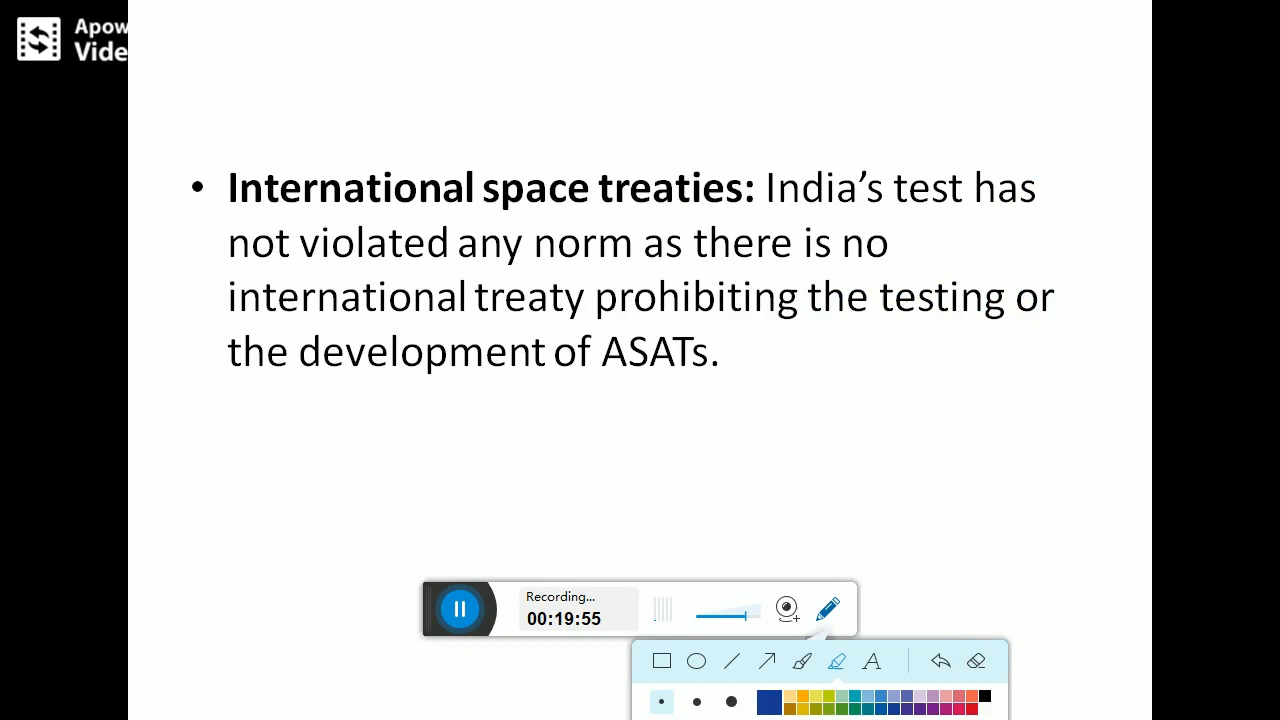 Apow
Vide
• International space treaties: India’s test has
not violated any norm as there is no
international treaty prohibiting the testing or
the development of ASATs.
Recording...
00:19:55
A